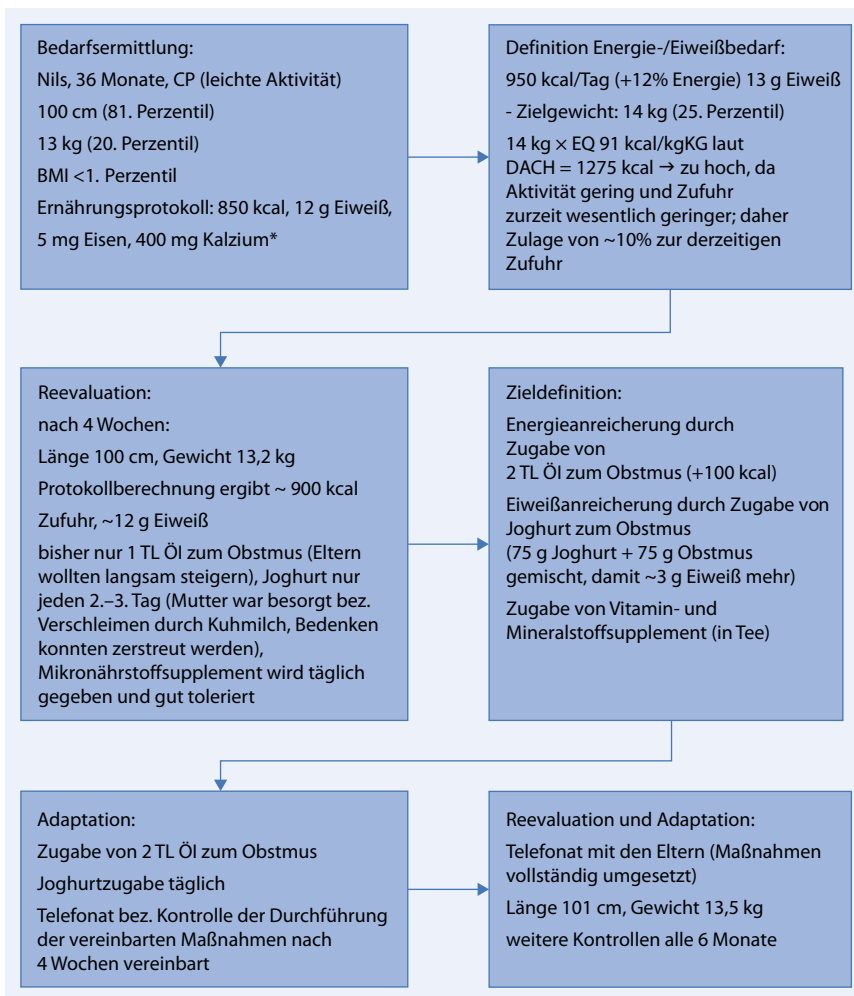 Bedarfsermittlung:
Nils, 36 Monate, CP (leichte Aktivität)
100 cm (81. Perzentil)
13 kg (20. Perzentil)
BMI <1. Perzentil
Ernährungsprotokoll: 850 kcal, 12 g Eiweiß,
5 mg Eisen, 400 mg Kalzium*
Definition Energie-/Eiweißbedarf:
950 kcal/Tag (+12% Energie) 13 g Eiweiß
- Zielgewicht: 14 kg (25. Perzentil)
14 kg × EQ 91 kcal/kgKG laut
DACH = 1275 kcal → zu hoch, da
Aktivität gering und Zufuhr
zurzeit wesentlich geringer; daher
Zulage von ~10% zur derzeitigen
Zufuhr
Reevaluation:
nach 4 Wochen:
Länge 100 cm, Gewicht 13,2 kg
Protokollberechnung ergibt ~ 900 kcal
Zufuhr, ~12 g Eiweiß
bisher nur 1 TL Öl zum Obstmus (Eltern
wollten langsam steigern), Joghurt nur
jeden 2.–3. Tag (Mutter war besorgt bez.
Verschleimen durch Kuhmilch, Bedenken
konnten zerstreut werden),
Mikronährstoffsupplement wird täglich
gegeben und gut toleriert
Zieldefinition:
Energieanreicherung durch
Zugabe von
2 TL Öl zum Obstmus (+100 kcal)
Eiweißanreicherung durch Zugabe von
Joghurt zum Obstmus
(75 g Joghurt + 75 g Obstmus
gemischt, damit ~3 g Eiweiß mehr)
Zugabe von Vitamin- und
Mineralstoffsupplement (in Tee)
Adaptation:
Zugabe von 2 TL Öl zum Obstmus
Joghurtzugabe täglich
Telefonat bez. Kontrolle der Durchführung
der vereinbarten Maßnahmen nach
4 Wochen vereinbart
Reevaluation und Adaptation:
Telefonat mit den Eltern (Maßnahmen
vollständig umgesetzt)
Länge 101 cm, Gewicht 13,5 kg
weitere Kontrollen alle 6 Monate